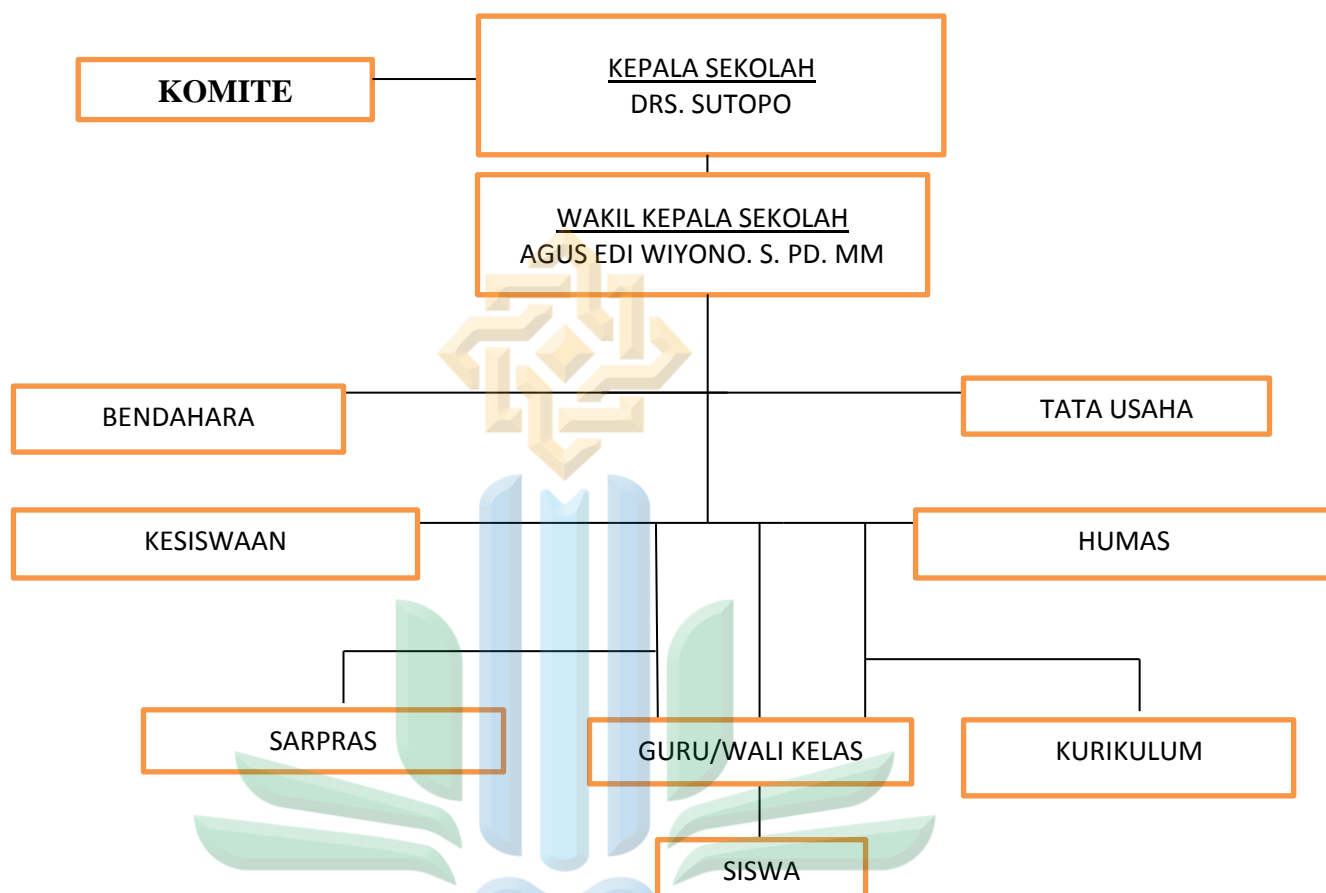 KOMITE
KEPALA SEKOLAH
DRS. SUTOPO
WAKIL KEPALA SEKOLAH
AGUS EDI WIYONO. S. PD. MM
BENDAHARA
TATA USAHA
KESISWAAN
HUMAS
SARPRAS
GURU/WALI KELAS
KURIKULUM
SISWA